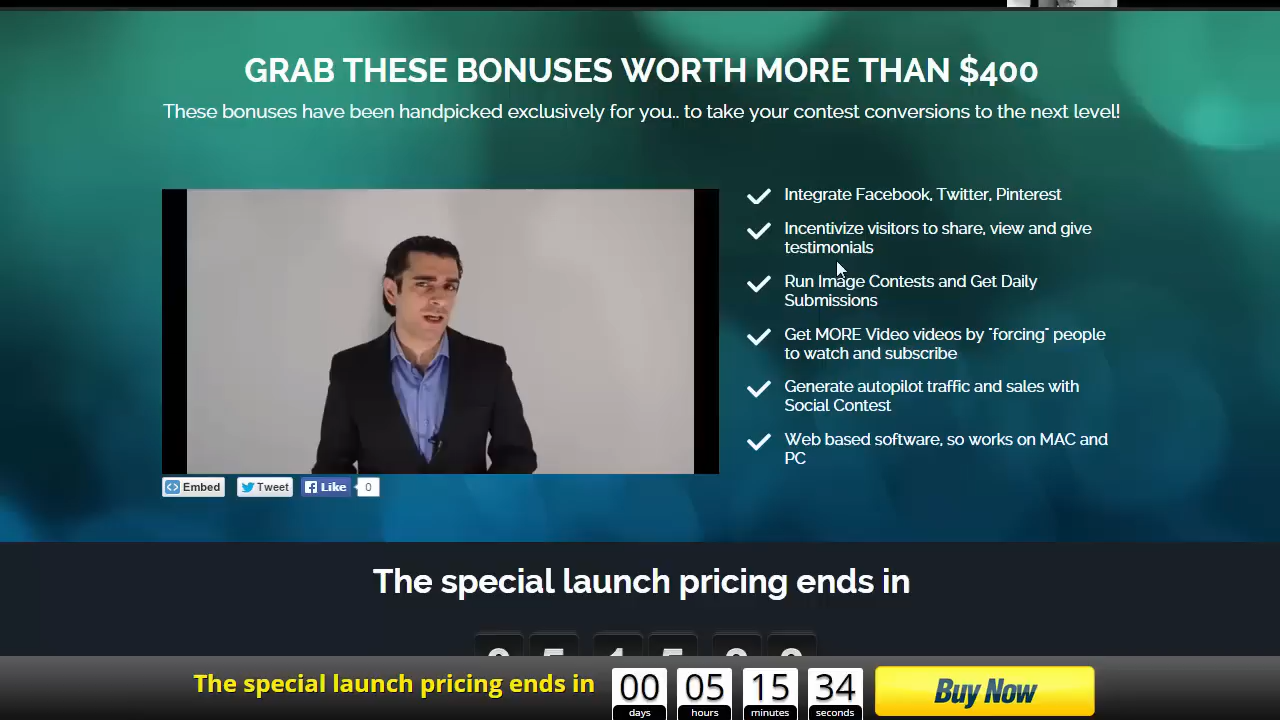 GRAB THESE BONUSES WORTH MORE THAN $400
These bonuses have been handpicked exclusively for you.. to take your contest conversions to the next level!
Integrate Facebook, Twitter, Pinterest
Incentivize visitors to share, view and give
testimonials
Run Image Contests and Get Daily
Submissions
Get MORE Video videos by "forcing" people
to watch and subscribe
Generate autopilot traffic and sales with
Social Contest
Web based software, so works on MAC and
PC
Embed Tweet Like 0
The special launch pricing ends in
The special launch pricing ends in
00 05 15 34
days hours minutes seconds
Buy Now